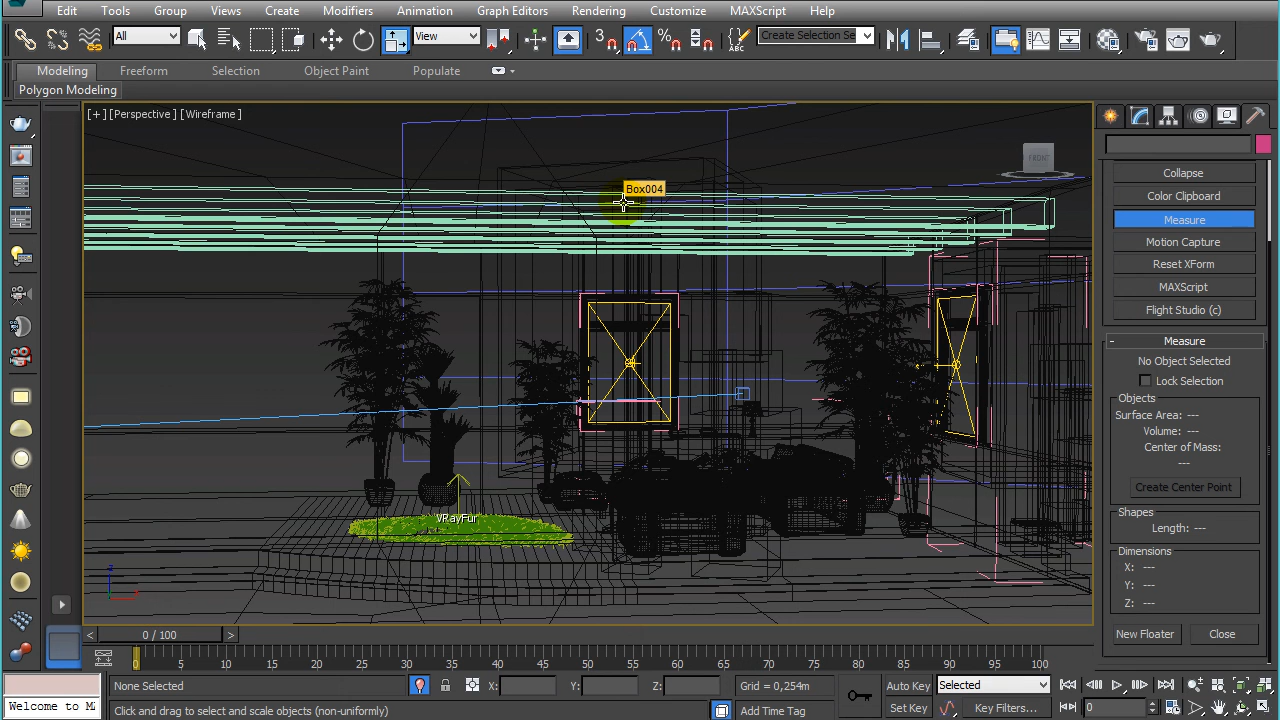 Edit Tools Group Views Create Modifiers Animation Graph Editors Rendering Customize MAXScript Help
All View 3 Create Selection Se
Modeling Freeform Selection Object Paint Populate
Polygon Modeling
[+][Perspective][Wireframe]
FRONT
Box004
VRayFur
z
Collapse
Color Clipboard
Measure
Motion Capture
Reset XForm
MAXScript
Flight Studio (c)
- Measure
No Object Selected
Lock Selection
Objects
Surface Area: ---
Volume: ---
Center of Mass:
---
Create Center Point
Shapes
Length: ---
Dimensions
X: ---
Y: ---
Z: ---
New Floater Close
< 0 / 100 >
0 5 10 15 20 25 30 35 40 45 50 55 60 65 70 75 80 85 90 95 100
None Selected X: Y: Z: Grid = 0,254m Auto Key Selected
Welcome to MA Click and drag to select and scale objects (non-uniformly) Add Time Tag Set Key Key Filters... 0